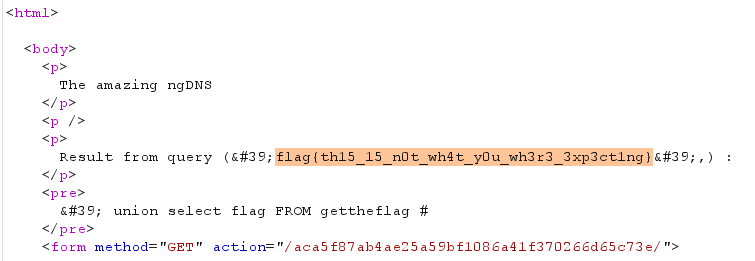 <html>
<body>
<p>
The amazing ngDNS
</p>
<p />
<p>
Result from query (&#39;flag{th15_15_n0t_wh4t_y0u_wh3r3_3xp3ct1ng}&#39;,) :
</p>
<pre>
&#39; union select flag FROM gettheflag #
</pre>
<form method="GET" action="/aca5f87ab4ae25a59bf1086a41f370266d65c73e/">